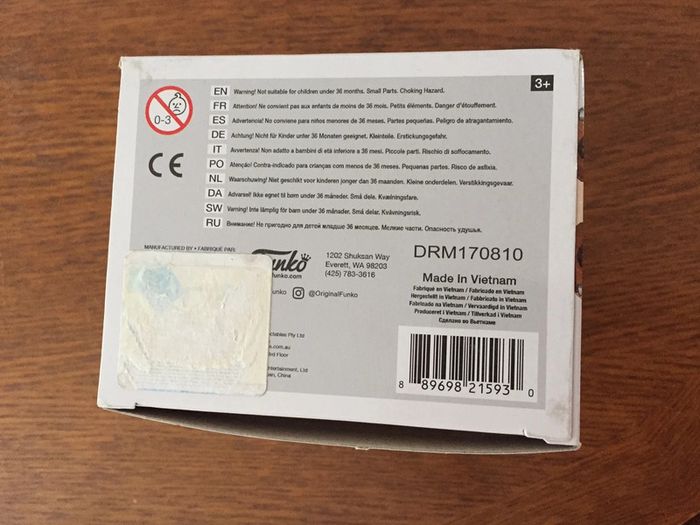 3+
0-3
EN Warning! Not suitable for children under 36 months. Small Parts. Choking Hazard.
FR Attention! Ne convient pas aux enfants de moins de 36 mois. Petits éléments. Danger d'étouffement.
ES Advertencia! No conviene para niños menores de 36 meses. Partes pequeñas. Peligro de atragantamiento.
DE Achtung! Nicht für Kinder unter 36 Monaten geeignet. Kleinteile. Erstickungsgefahr.
IT Avvertenza! Non adatto a bambini di età inferiore a 36 mesi. Piccole parti. Rischio di soffocamento.
PO Atenção! Contra-indicado para crianças com menos de 36 meses. Pequenas partes. Risco de asfixia.
NL Waarschuwing! Niet geschikt voor kinderen jonger dan 36 maanden. Kleine onderdelen. Verstikkingsgevaar.
DA Advarsel! Ikke egnet til børn under 36 måneder. Små dele. Kvælningsfare.
SW Varning! Inte lämplig för barn under 36 månader. Små delar. Kvävningsrisk.
RU Внимание! Не пригодно для детей младше 36 месяцев. Мелкие части. Опасность удушья.
CE
MANUFACTURED BY • FABRIQUÉ PAR:
Funko
funko.com
1202 Shuksan Way
Everett, WA 98203
(425) 783-3616
@OriginalFunko
DRM170810
Made In Vietnam
Fabriqué en Vietnam / Fabricado en Vietnam
Hergestellt in Vietnam / Fabbricato in Vietnam
Fabricado na Vietnam / Vervaardigd in Vietnam
Produceret i Vietnam / Tillverkad i Vietnam
Сделано во Вьетнаме
Pty Ltd
.com.au
Floor
Ltd
China
8 89698 21593 0